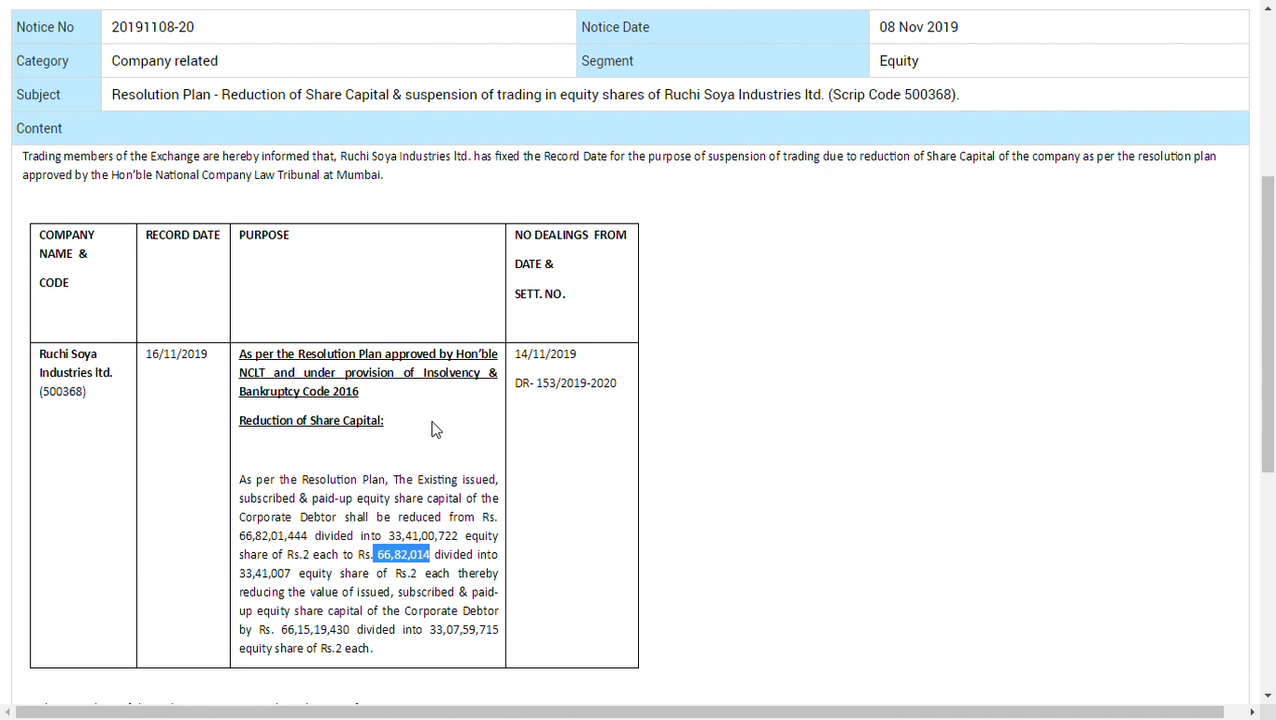 Notice No 20191108-20 Notice Date 08 Nov 2019
Category Company related Segment Equity
Subject Resolution Plan - Reduction of Share Capital & suspension of trading in equity shares of Ruchi Soya Industries ltd. (Scrip Code 500368).
Content
Trading members of the Exchange are hereby informed that, Ruchi Soya Industries ltd. has fixed the Record Date for the purpose of suspension of trading due to reduction of Share Capital of the company as per the resolution plan
approved by the Hon'ble National Company Law Tribunal at Mumbai.
COMPANY
NAME &
CODE
RECORD DATE
PURPOSE
NO DEALINGS FROM
DATE &
SETT. NO.
Ruchi Soya
Industries ltd.
(500368)
16/11/2019
As per the Resolution Plan approved by Hon'ble
NCLT and under provision of Insolvency &
Bankruptcy Code 2016
Reduction of Share Capital:
As per the Resolution Plan, The Existing issued,
subscribed & paid-up equity share capital of the
Corporate Debtor shall be reduced from Rs.
66,82,01,444 divided into 33,41,00,722 equity
share of Rs.2 each to Rs. 66,82,014 divided into
33,41,007 equity share of Rs.2 each thereby
reducing the value of issued, subscribed & paid-
up equity share capital of the Corporate Debtor
by Rs. 66,15,19,430 divided into 33,07,59,715
equity share of Rs.2 each.
14/11/2019
DR- 153/2019-2020